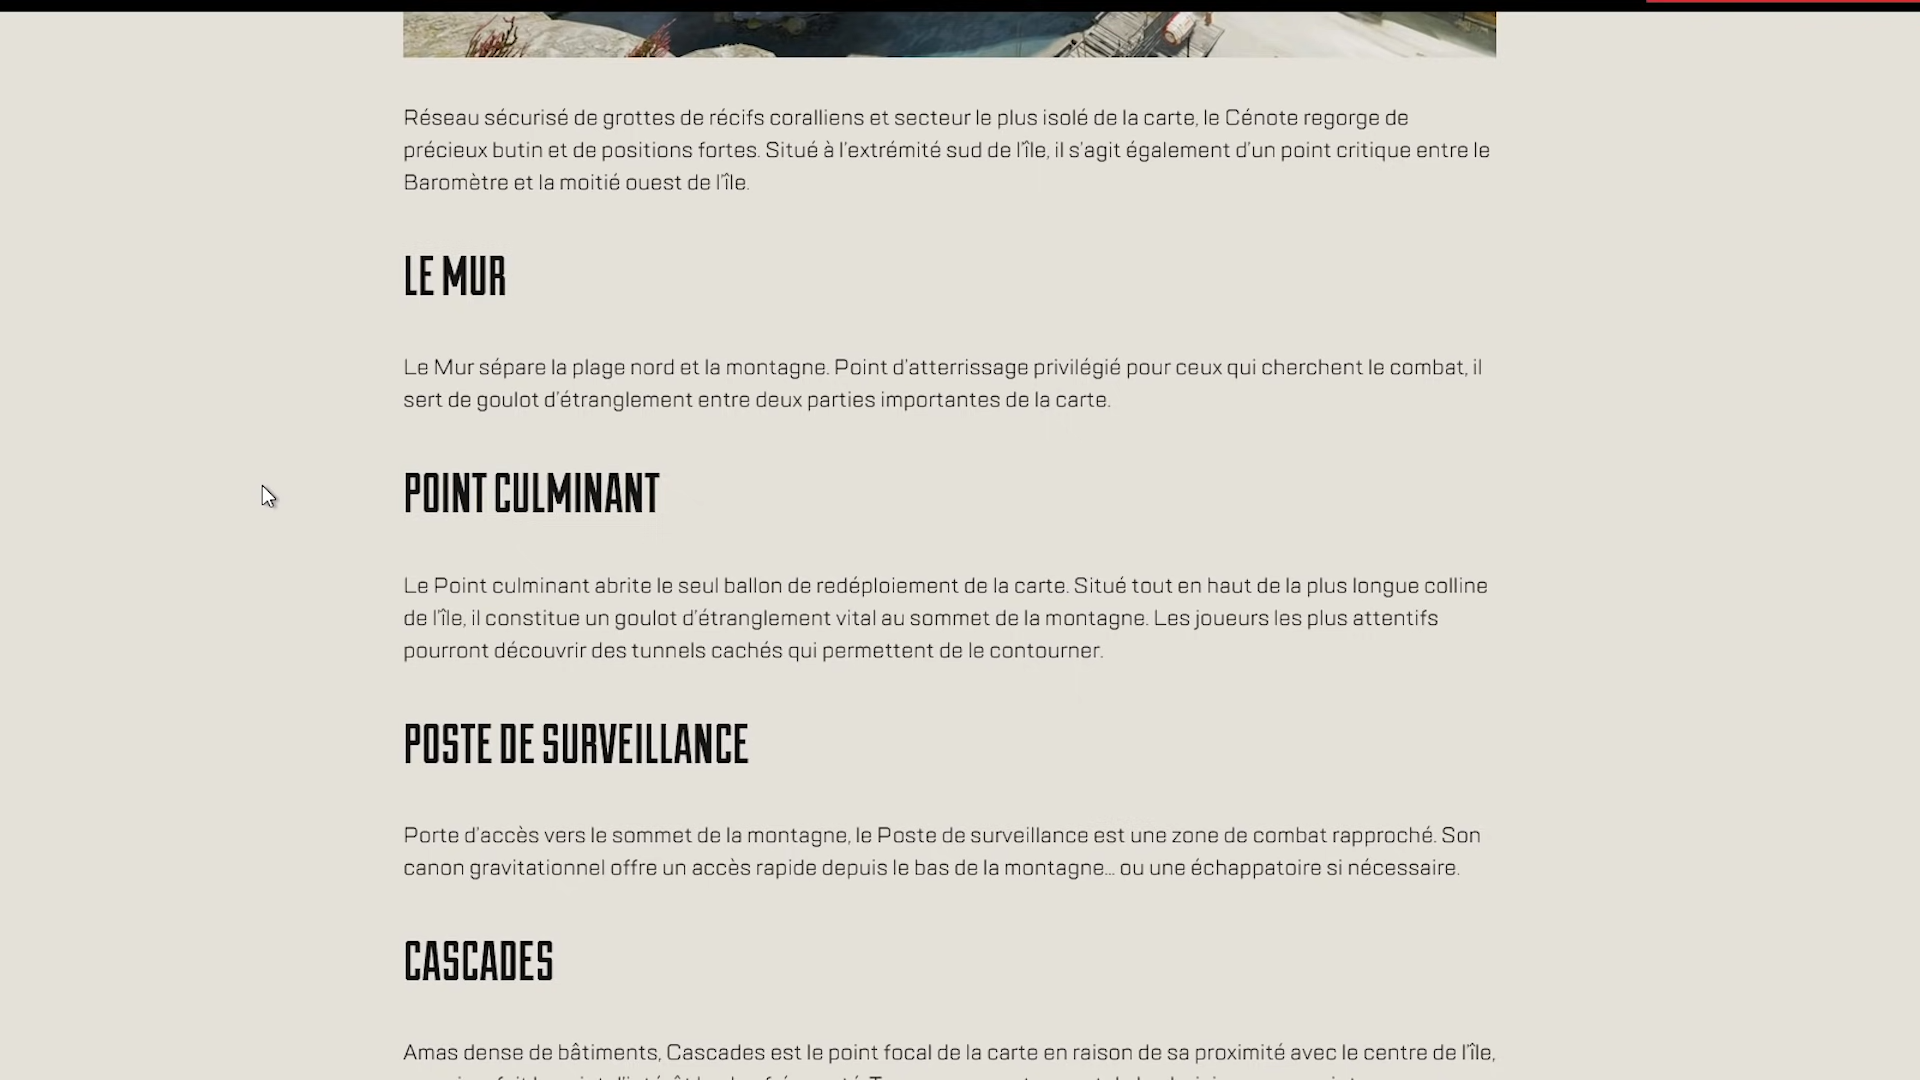 Réseau sécurisé de grottes de récifs coralliens et secteur le plus isolé de la carte, le Cénote regorge de
précieux butin et de positions fortes. Situé à l'extrémité sud de l'île, il s'agit également d'un point critique entre le
Baromètre et la moitié ouest de l'île.
LE MUR
Le Mur sépare la plage nord et la montagne. Point d'atterrissage privilégié pour ceux qui cherchent le combat, il
sert de goulot d'étranglement entre deux parties importantes de la carte.
POINT CULMINANT
Le Point culminant abrite le seul ballon de redéploiement de la carte. Situé tout en haut de la plus longue colline
de l'île, il constitue un goulot d'étranglement vital au sommet de la montagne. Les joueurs les plus attentifs
pourront découvrir des tunnels cachés qui permettent de le contourner.
POSTE DE SURVEILLANCE
Porte d'accès vers le sommet de la montagne, le Poste de surveillance est une zone de combat rapproché. Son
canon gravitationnel offre un accès rapide depuis le bas de la montagne... ou une échappatoire si nécessaire.
CASCADES
Amas dense de bâtiments, Cascades est le point focal de la carte en raison de sa proximité avec le centre de l'île,